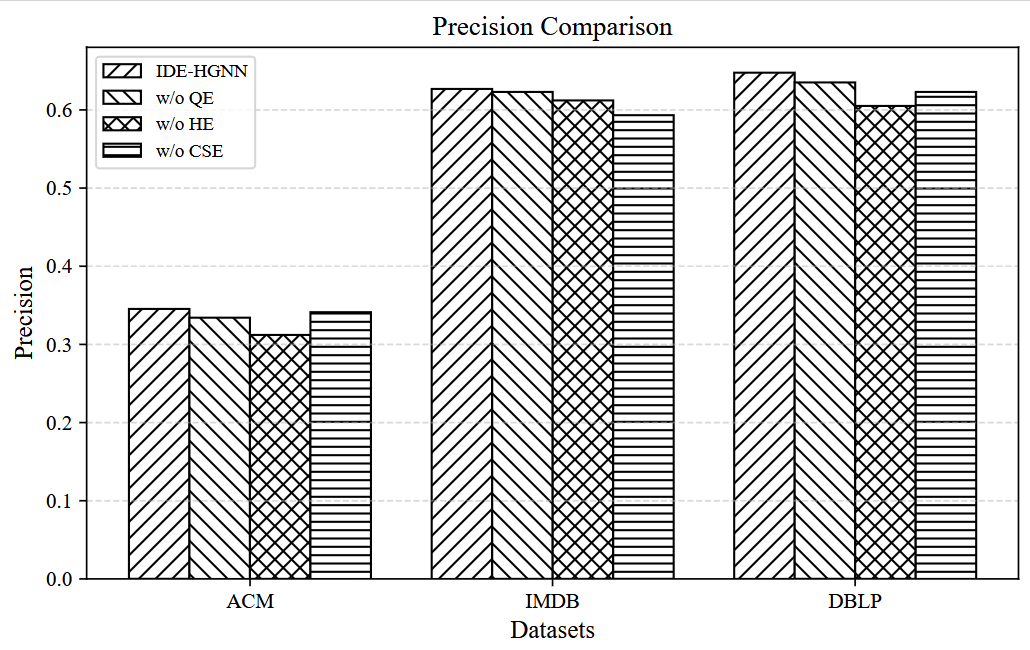 Precision Comparison
IDE-HGNN
w/o QE
w/o HE
w/o CSE
Precision
0.6
0.5
0.4
0.3
0.2
0.1
0.0
ACM
IMDB
DBLP
Datasets